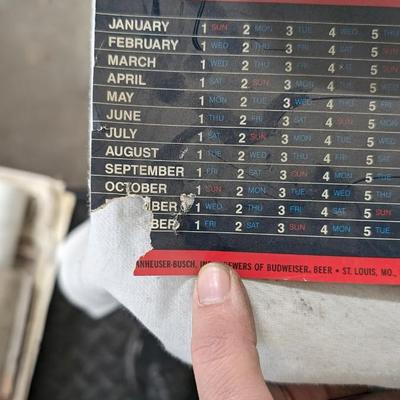 JANUARY 1 SUN 2 MON 3 TUE 4 WED 5 THU
FEBRUARY 1 WED 2 THU 3 FRI 4 SAT 5 SUN
MARCH 1 WED 2 THU 3 FRI 4 SAT 5 SUN
APRIL 1 SAT 2 SUN 3 MON 4 TUE 5 WED
MAY 1 MON 2 TUE 3 WED 4 THU 5 FRI
JUNE 1 THU 2 FRI 3 SAT 4 SUN 5 MON
JULY 1 SAT 2 SUN 3 MON 4 TUE 5 WED
AUGUST 1 TUE 2 WED 3 THU 4 FRI 5 SAT
SEPTEMBER 1 FRI 2 SAT 3 SUN 4 MON 5 TUE
OCTOBER 1 SUN 2 MON 3 TUE 4 WED 5 THU
MBER 1 WED 2 THU 3 FRI 4 SAT 5 SUN
BER 1 FRI 2 SAT 3 SUN 4 MON 5 TUE
ANHEUSER-BUSCH, IN BREWERS OF BUDWEISER, BEER • ST. LOUIS, MO.,